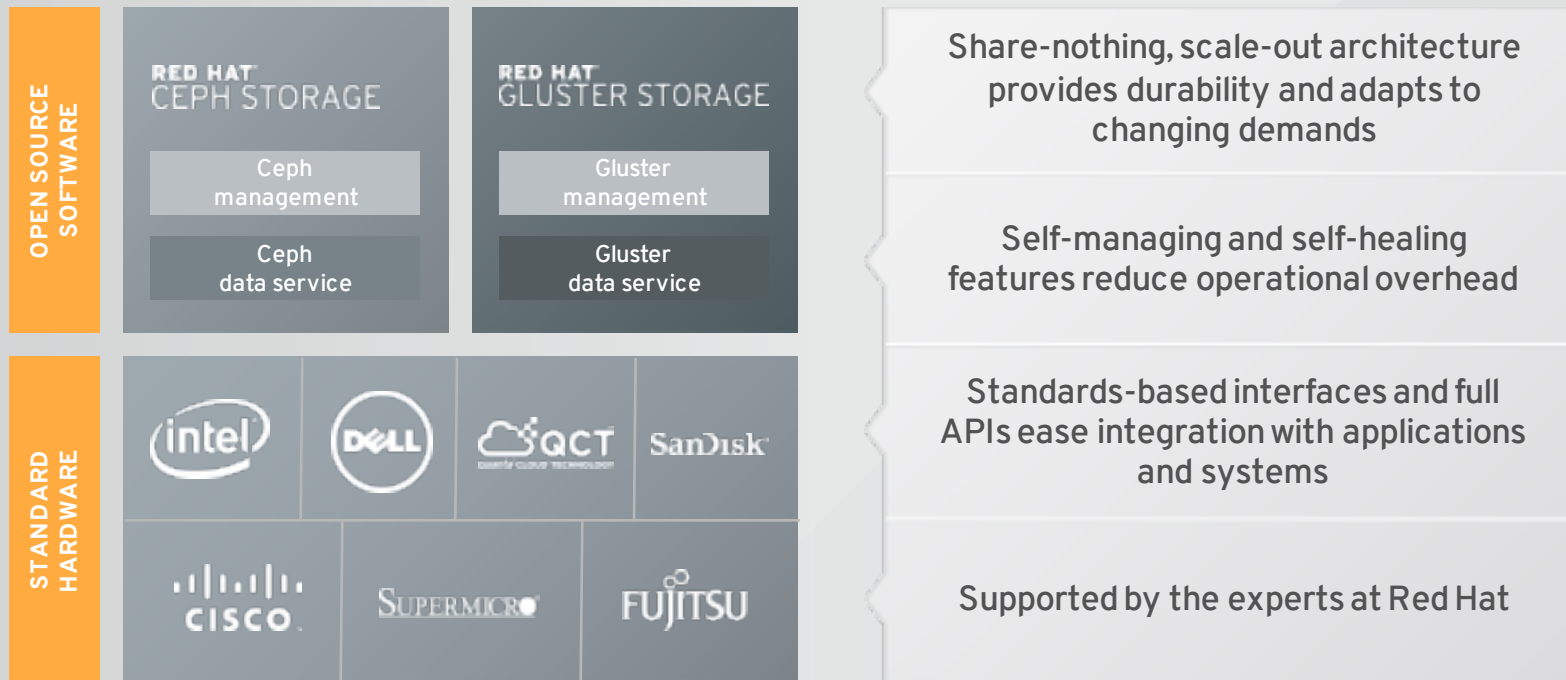 OPEN SOURCE
SOFTWARE
RED HAT
CEPH STORAGE
Ceph
management
Ceph
data service
RED HAT
GLUSTER STORAGE
Gluster
management
Gluster
data service
STANDARD
HARDWARE
intel
DELL
QCT
QUANTA CLOUD TECHNOLOGY
SanDisk
CISCO
SUPERMICRO
FUJITSU
Share-nothing, scale-out architecture
provides durability and adapts to
changing demands
Self-managing and self-healing
features reduce operational overhead
Standards-based interfaces and full
APIs ease integration with applications
and systems
Supported by the experts at Red Hat